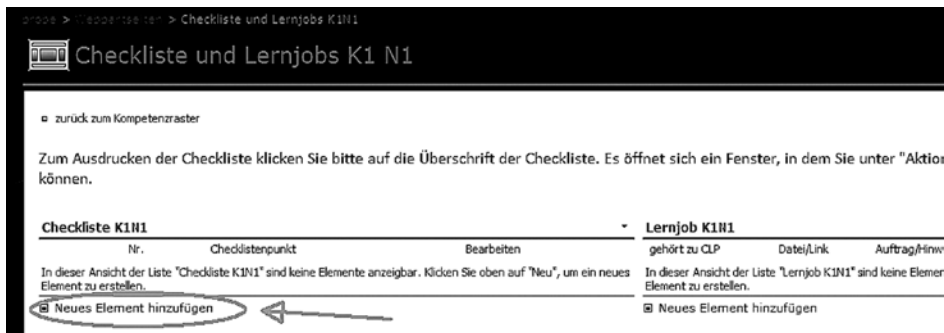 > Webpartseiten > Checkliste und Lernjobs K1N1
Checkliste und Lernjobs K1 N1
zurück zum Kompetenzraster
Zum Ausdrucken der Checkliste klicken Sie bitte auf die Überschrift der Checkliste. Es öffnet sich ein Fenster, in dem Sie unter "Aktion
können.
Checkliste K1N1
Nr. Checklistenpunkt Bearbeiten
In dieser Ansicht der Liste "Checkliste K1N1" sind keine Elemente anzeigbar. Klicken Sie oben auf "Neu", um ein neues
Element zu erstellen.
Neues Element hinzufügen
Lernjob K1N1
gehört zu CLP Datei/Link Auftrag/Hinw
In dieser Ansicht der Liste "Lernjob K1N1" sind keine Elemen
Element zu erstellen.
Neues Element hinzufügen